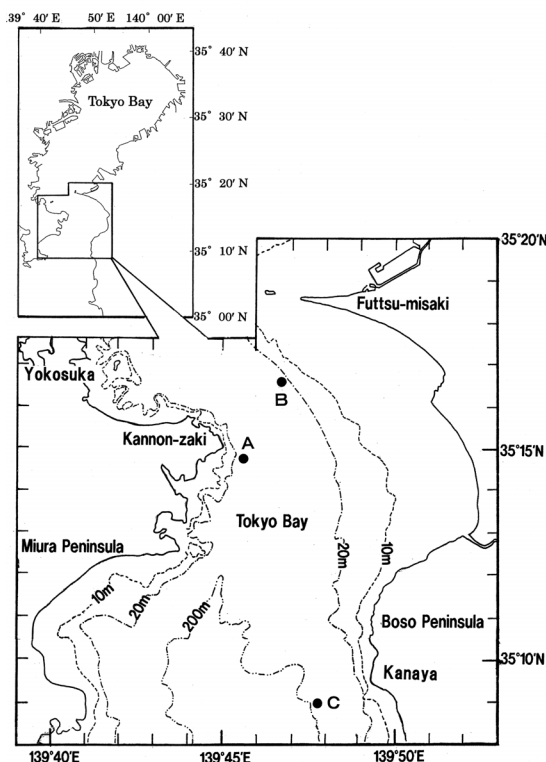 39° 40′ E 50′ E 140° 00′ E
35° 40′ N
Tokyo Bay
35° 30′ N
35° 20′ N
35° 10′ N
35° 00′ N
35°20′N
Futtsu-misaki
Yokosuka
B
Kannon-zaki
A
35°15′N
Tokyo Bay
Miura Peninsula
10m
20m
200m
20m
10m
Boso Peninsula
35°10′N
Kanaya
C
139°40′E 139°45′E 139°50′E